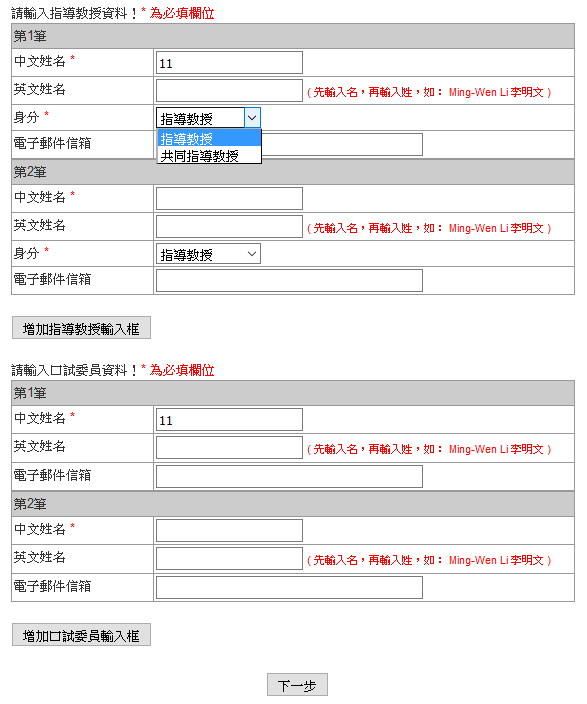 請輸入指導教授資料！* 為必填欄位
第1筆
中文姓名 * 11
英文姓名 ( 先輸入名，再輸入姓，如： Ming-Wen Li 李明文 )
身分 * 指導教授
指導教授
共同指導教授
電子郵件信箱
第2筆
中文姓名 *
英文姓名 ( 先輸入名，再輸入姓，如： Ming-Wen Li 李明文 )
身分 * 指導教授
電子郵件信箱
增加指導教授輸入框
請輸入口試委員資料！* 為必填欄位
第1筆
中文姓名 * 11
英文姓名 ( 先輸入名，再輸入姓，如： Ming-Wen Li 李明文 )
電子郵件信箱
第2筆
中文姓名 *
英文姓名 ( 先輸入名，再輸入姓，如： Ming-Wen Li 李明文 )
電子郵件信箱
增加口試委員輸入框
下一步